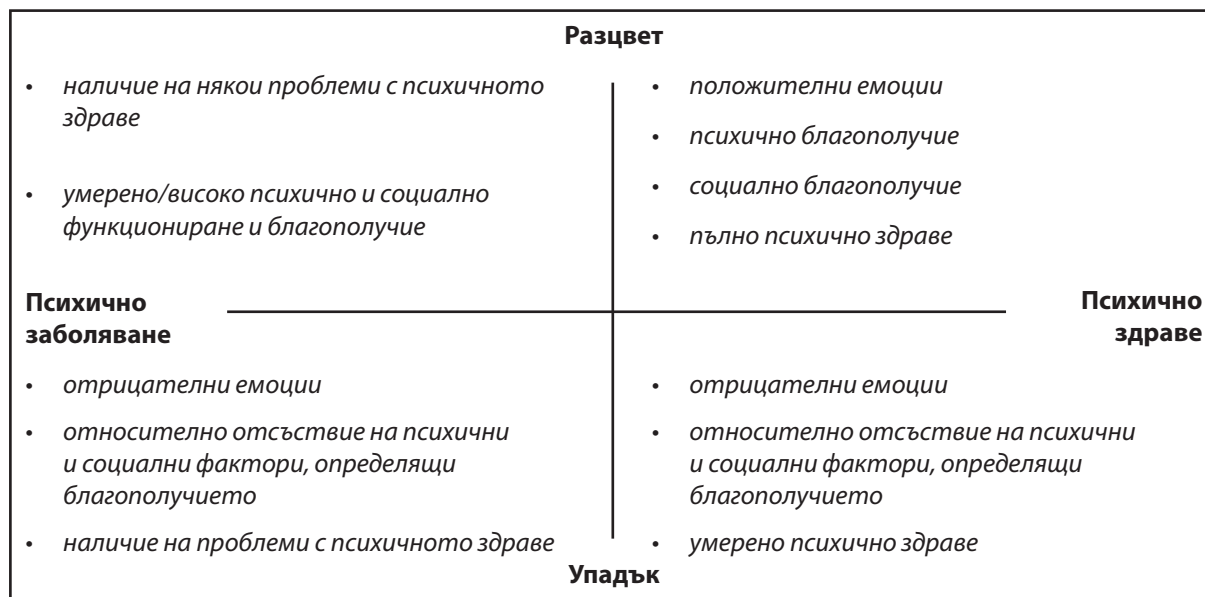 Разцвет
• наличие на някои проблеми с психичното
здраве
• умерено/високо психично и социално
функциониране и благополучие
• положителни емоции
• психично благополучие
• социално благополучие
• пълно психично здраве
Психично
заболяване
Психично
здраве
• отрицателни емоции
• относително отсъствие на психични
и социални фактори, определящи
благополучието
• наличие на проблеми с психичното здраве
• отрицателни емоции
• относително отсъствие на психични
и социални фактори, определящи
благополучието
• умерено психично здраве
Упадък